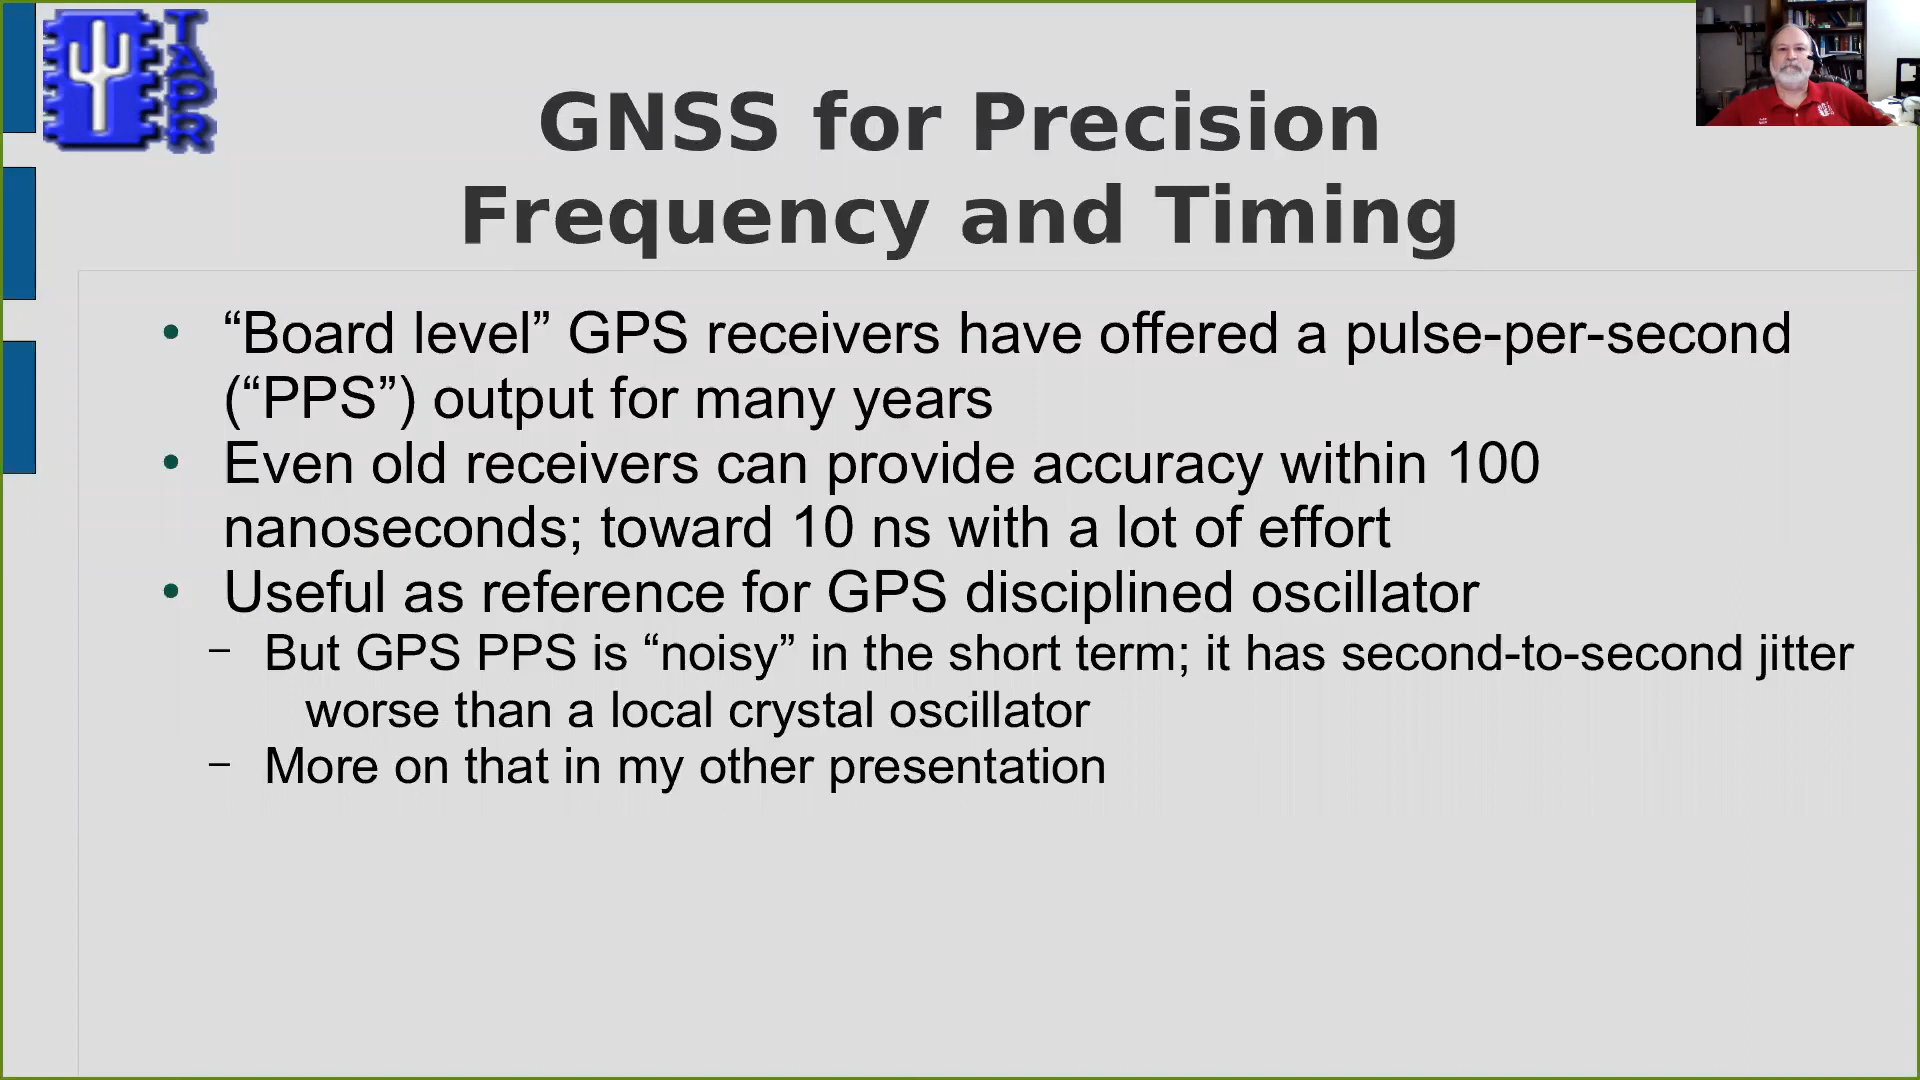 TAPR
GNSS for Precision
Frequency and Timing
• “Board level” GPS receivers have offered a pulse-per-second
(“PPS”) output for many years
• Even old receivers can provide accuracy within 100
nanoseconds; toward 10 ns with a lot of effort
• Useful as reference for GPS disciplined oscillator
– But GPS PPS is “noisy” in the short term; it has second-to-second jitter
worse than a local crystal oscillator
– More on that in my other presentation